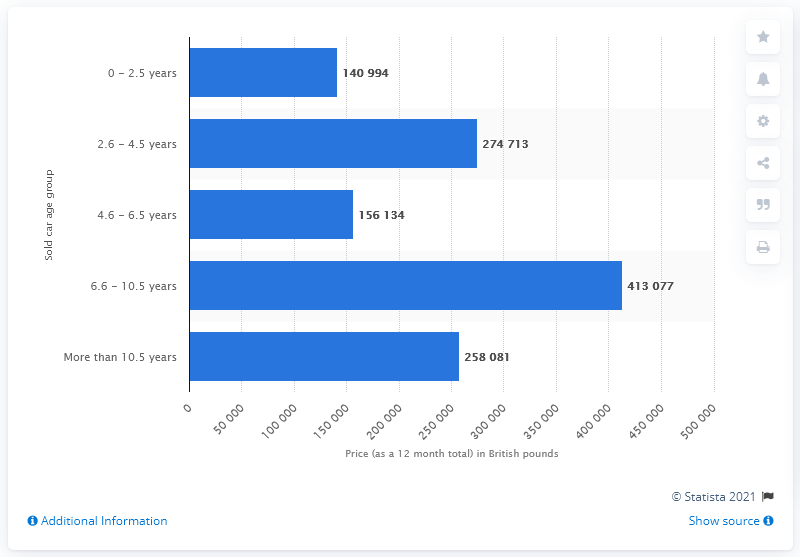 Sold car age group
0 – 2.5 years
140 994
2.6 – 4.5 years
274 713
4.6 – 6.5 years
156 134
6.6 – 10.5 years
413 077
More than 10.5 years
258 081
0
50 000
100 000
150 000
200 000
250 000
300 000
350 000
400 000
450 000
500 000
Price (as a 12 month total) in British pounds
© Statista 2021
Additional Information
Show source